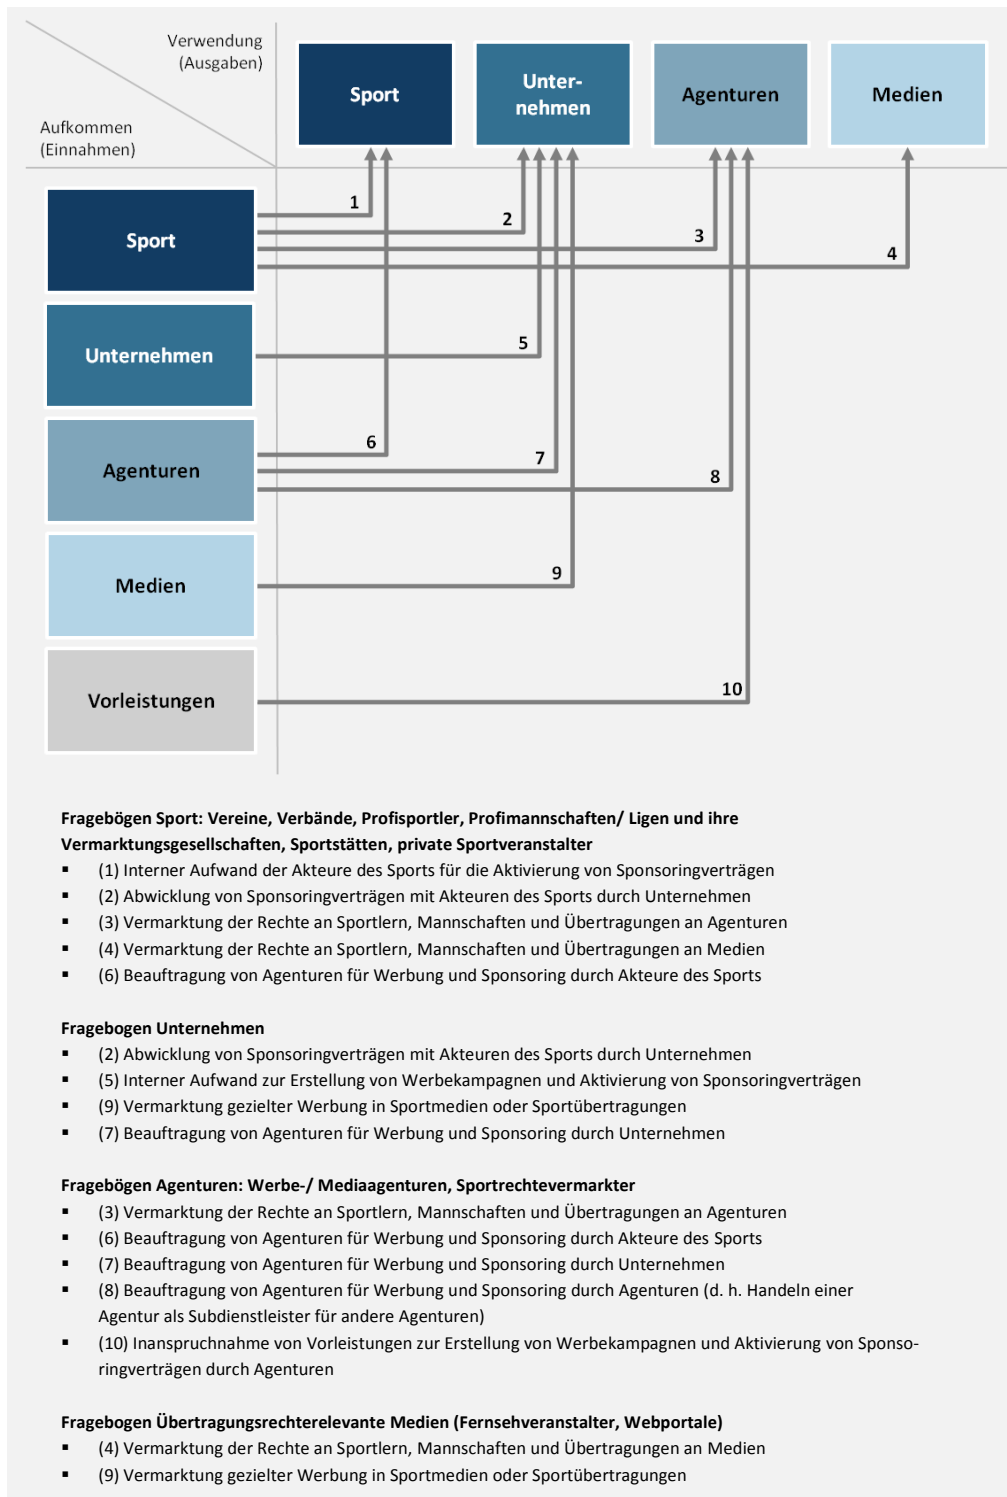 Verwendung
(Ausgaben)
Aufkommen
(Einnahmen)
Sport
Unter-
nehmen
Agenturen
Medien
Sport
1
2
3
4
Unternehmen
5
Agenturen
6
7
8
Medien
9
Vorleistungen
10
Fragebögen Sport: Vereine, Verbände, Profisportler, Profimannschaften/ Ligen und ihre
Vermarktungsgesellschaften, Sportstätten, private Sportveranstalter
▪ (1) Interner Aufwand der Akteure des Sports für die Aktivierung von Sponsoringverträgen
▪ (2) Abwicklung von Sponsoringverträgen mit Akteuren des Sports durch Unternehmen
▪ (3) Vermarktung der Rechte an Sportlern, Mannschaften und Übertragungen an Agenturen
▪ (4) Vermarktung der Rechte an Sportlern, Mannschaften und Übertragungen an Medien
▪ (6) Beauftragung von Agenturen für Werbung und Sponsoring durch Akteure des Sports
Fragebogen Unternehmen
▪ (2) Abwicklung von Sponsoringverträgen mit Akteuren des Sports durch Unternehmen
▪ (5) Interner Aufwand zur Erstellung von Werbekampagnen und Aktivierung von Sponsoringverträgen
▪ (9) Vermarktung gezielter Werbung in Sportmedien oder Sportübertragungen
▪ (7) Beauftragung von Agenturen für Werbung und Sponsoring durch Unternehmen
Fragebögen Agenturen: Werbe-/ Mediaagenturen, Sportrechtevermarkter
▪ (3) Vermarktung der Rechte an Sportlern, Mannschaften und Übertragungen an Agenturen
▪ (6) Beauftragung von Agenturen für Werbung und Sponsoring durch Akteure des Sports
▪ (7) Beauftragung von Agenturen für Werbung und Sponsoring durch Unternehmen
▪ (8) Beauftragung von Agenturen für Werbung und Sponsoring durch Agenturen (d. h. Handeln einer
Agentur als Subdienstleister für andere Agenturen)
▪ (10) Inanspruchnahme von Vorleistungen zur Erstellung von Werbekampagnen und Aktivierung von Sponso-
ringverträgen durch Agenturen
Fragebogen Übertragungsrechterelevante Medien (Fernsehveranstalter, Webportale)
▪ (4) Vermarktung der Rechte an Sportlern, Mannschaften und Übertragungen an Medien
▪ (9) Vermarktung gezielter Werbung in Sportmedien oder Sportübertragungen